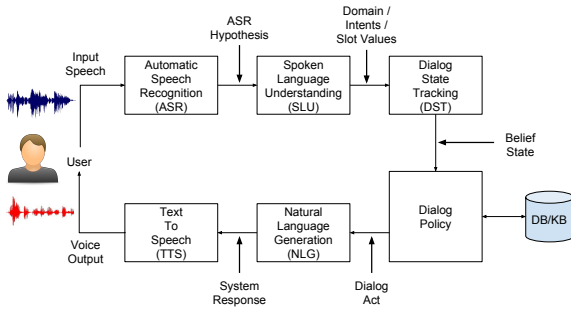 Input
Speech
Automatic
Speech
Recognition
(ASR)
ASR
Hypothesis
Spoken
Language
Understanding
(SLU)
Domain /
Intents /
Slot Values
Dialog
State
Tracking
(DST)
Belief
State
User
Dialog
Policy
DB/KB
Dialog
Act
Natural
Language
Generation
(NLG)
System
Response
Text
To
Speech
(TTS)
Voice
Output